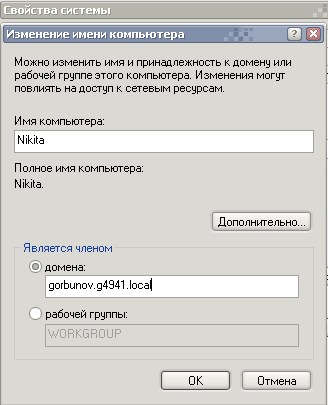 Свойства системы
Изменение имени компьютера
Можно изменить имя и принадлежность к домену или
рабочей группе этого компьютера. Изменения могут
повлиять на доступ к сетевым ресурсам.
Имя компьютера:
Nikita
Полное имя компьютера:
Nikita.
Дополнительно...
Является членом
домена:
gorbunov.g4941.local
рабочей группы:
WORKGROUP
OK
Отмена